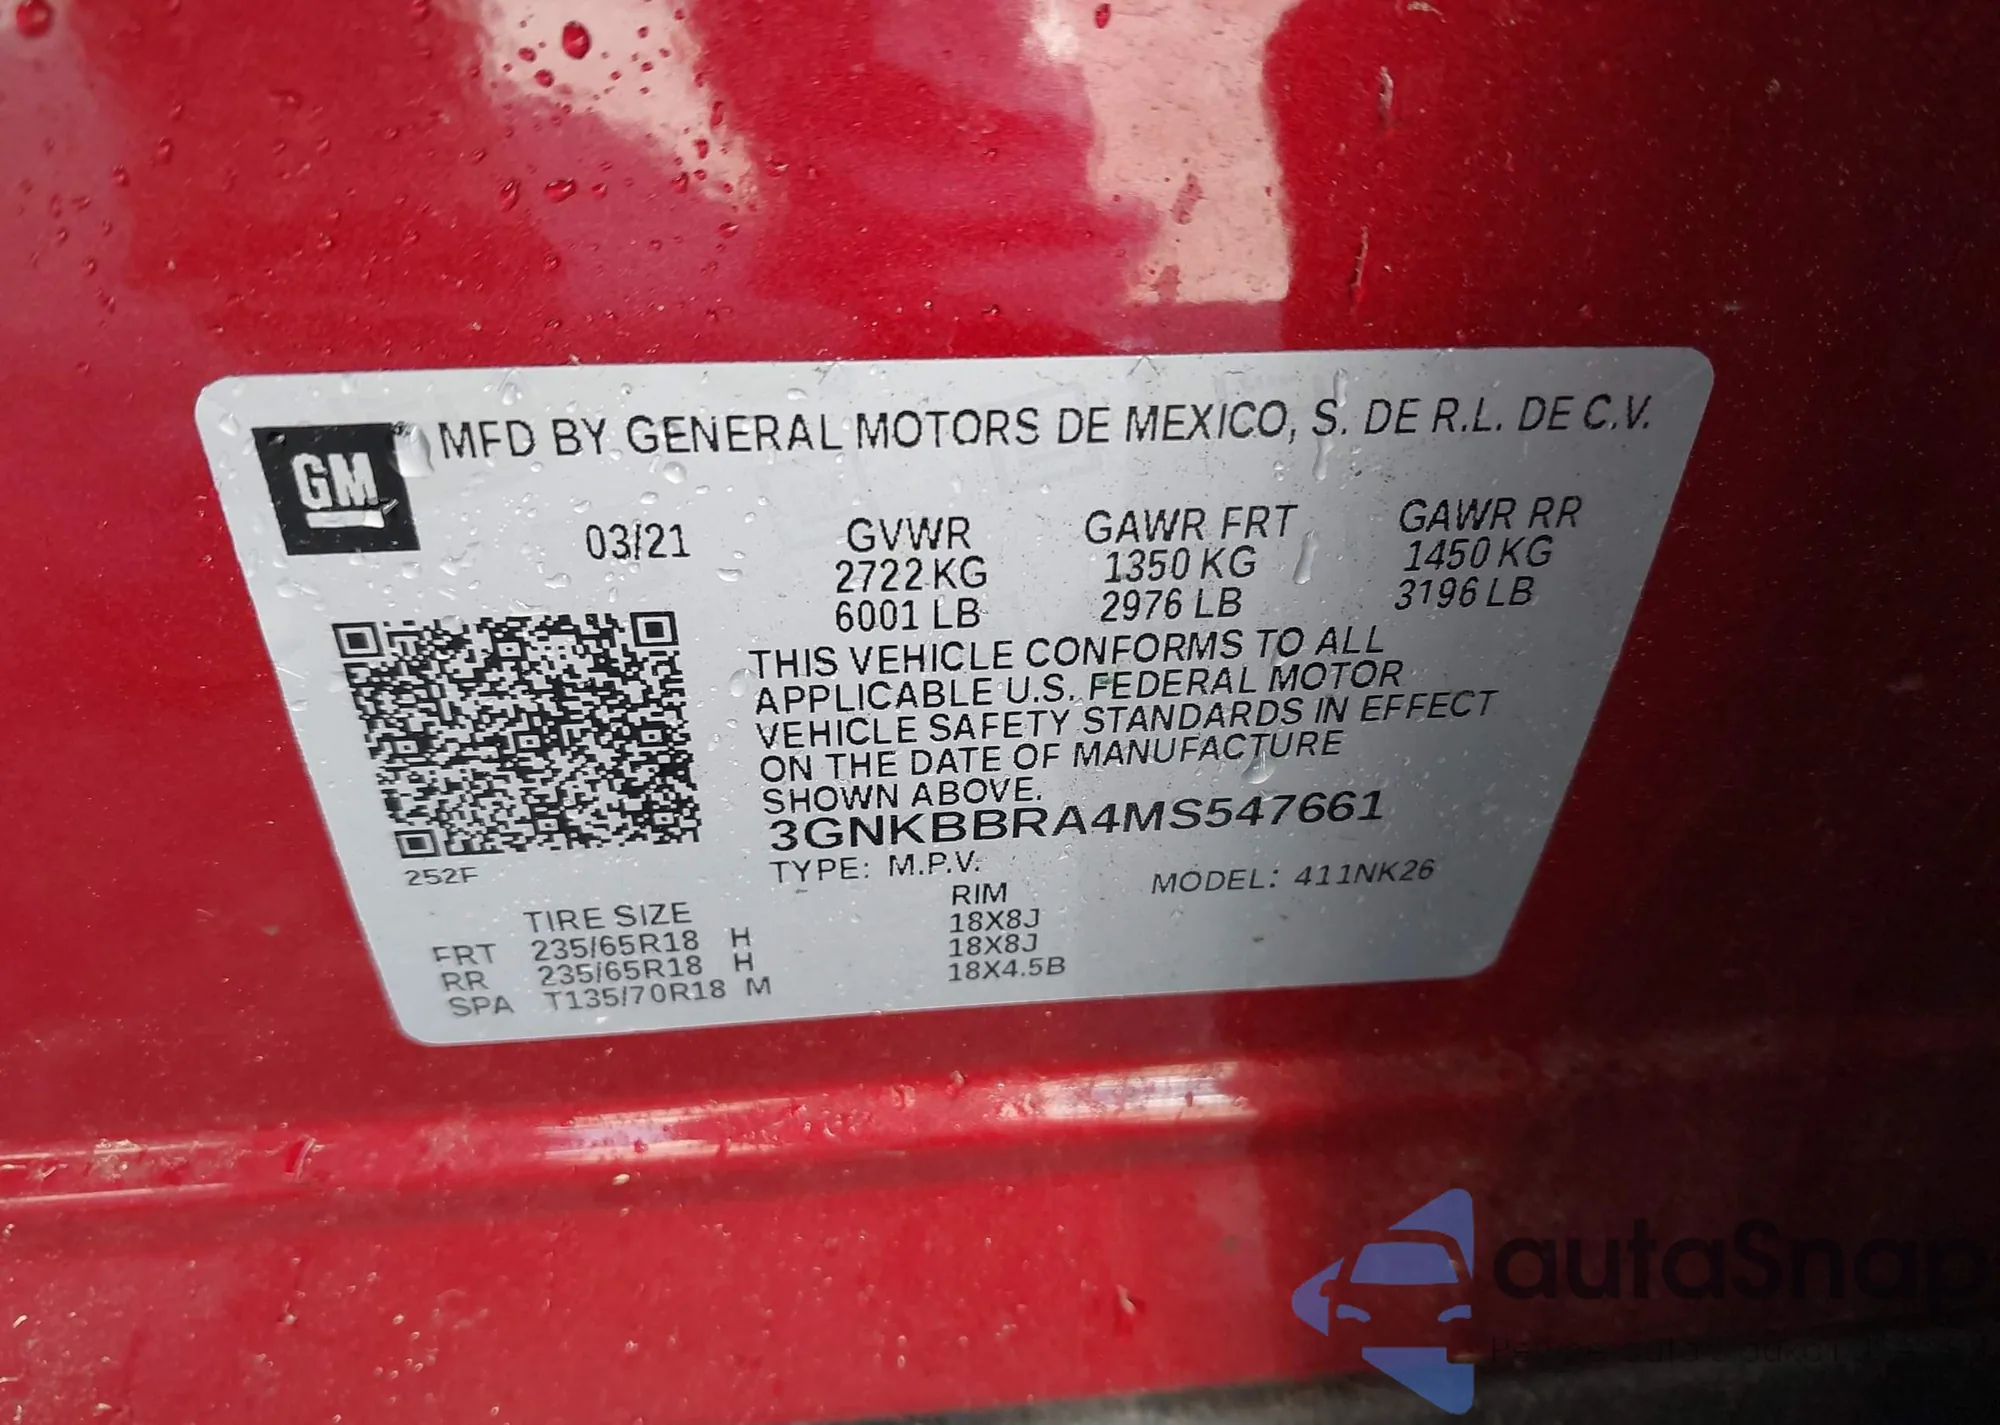 GM
MFD BY GENERAL MOTORS DE MEXICO, S. DE R.L. DE C.V.
03/21
GVWR GAWR FRT GAWR RR
2722 KG 1350 KG 1450 KG
6001 LB 2976 LB 3196 LB
THIS VEHICLE CONFORMS TO ALL
APPLICABLE U.S. FEDERAL MOTOR
VEHICLE SAFETY STANDARDS IN EFFECT
ON THE DATE OF MANUFACTURE
SHOWN ABOVE.
3GNKBBRA4MS547661
252F
TYPE: M.P.V. MODEL: 411NK26
TIRE SIZE RIM
FRT 235/65R18 H 18X8J
RR 235/65R18 H 18X8J
SPA T135/70R18 M 18X4.5B
autaSnap